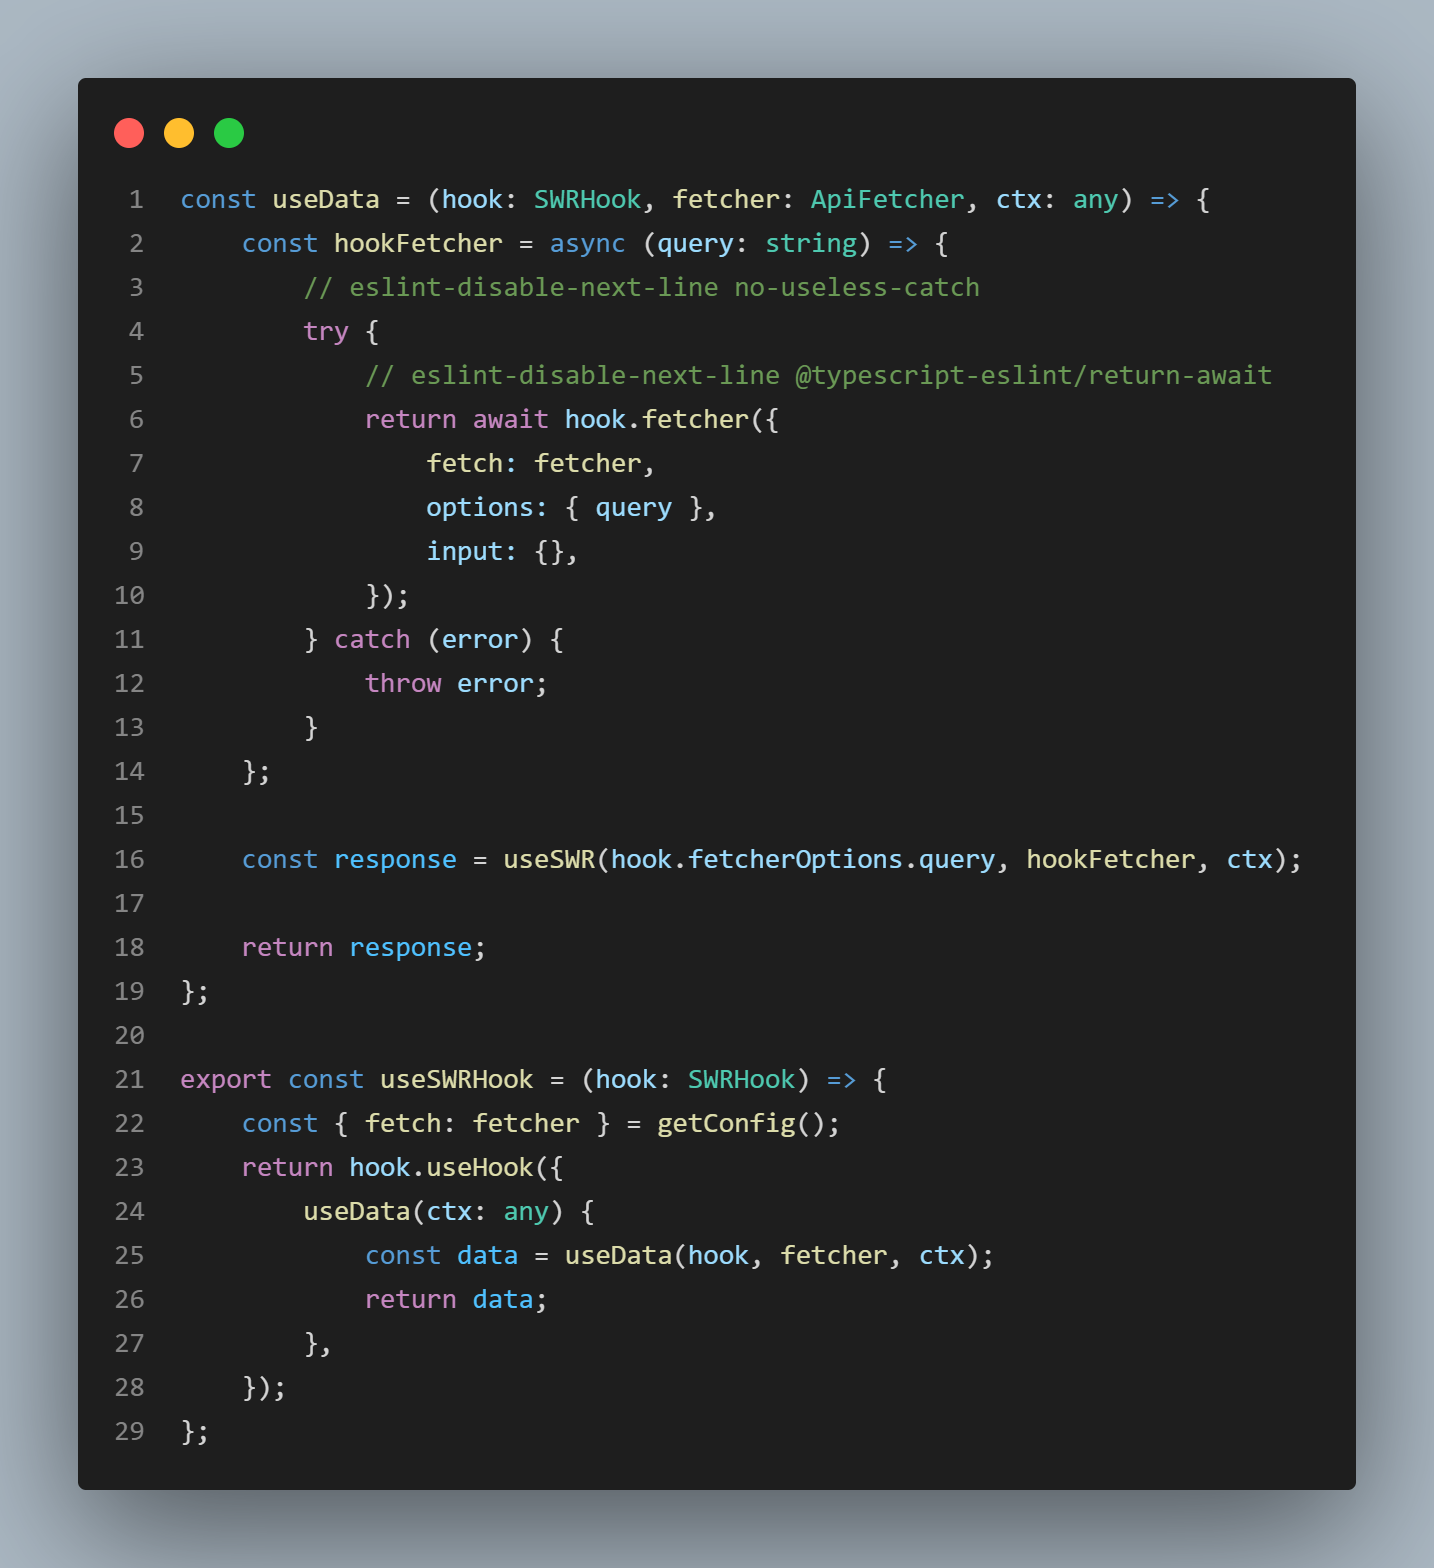 1 const useData = (hook: SWRHook, fetcher: ApiFetcher, ctx: any) => {
2     const hookFetcher = async (query: string) => {
3         // eslint-disable-next-line no-useless-catch
4         try {
5             // eslint-disable-next-line @typescript-eslint/return-await
6             return await hook.fetcher({
7                 fetch: fetcher,
8                 options: { query },
9                 input: {},
10             });
11         } catch (error) {
12             throw error;
13         }
14     };
15
16     const response = useSWR(hook.fetcherOptions.query, hookFetcher, ctx);
17
18     return response;
19 };
20
21 export const useSWRHook = (hook: SWRHook) => {
22     const { fetch: fetcher } = getConfig();
23     return hook.useHook({
24         useData(ctx: any) {
25             const data = useData(hook, fetcher, ctx);
26             return data;
27         },
28     });
29 };